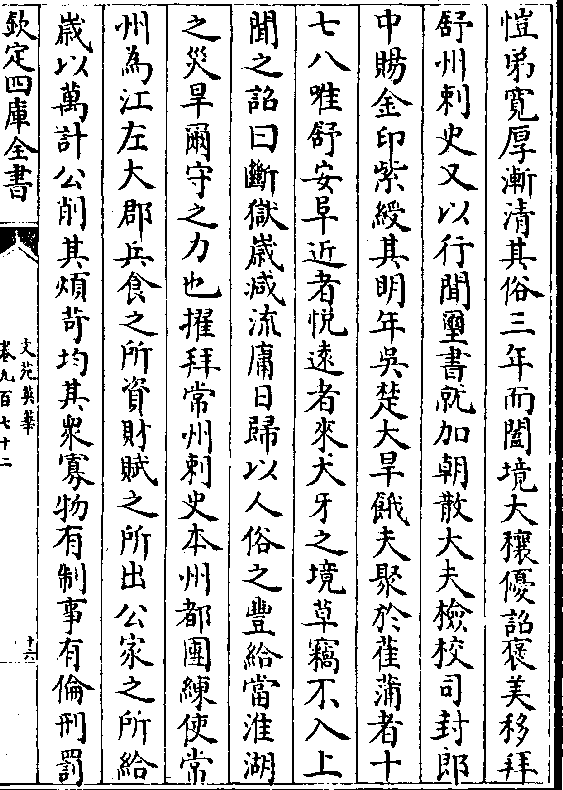 愷弟寛厚漸清其俗三年而闔境大穰優詔褒美移拜
舒州刺史又以行聞璽書就加朝散大夫檢校司封郎
中賜金印紫綬其明年吳楚大旱餓夫聚於萑蒲者十
七八唯舒安阜近者悦遠者來犬牙之境草竊不入上
聞之詔曰斷獄嵗减流庸日歸以人俗之豐給當淮湖
之災旱爾守之力也擢拜常州刺史本州都團練使常
州為江左大郡兵食之所資財賦之所出公家之所給
嵗以萬計公削其煩苛均其衆寡物有制事有倫刑罰
欽定四庫全書
文苑英華
卷九百七十二
十六